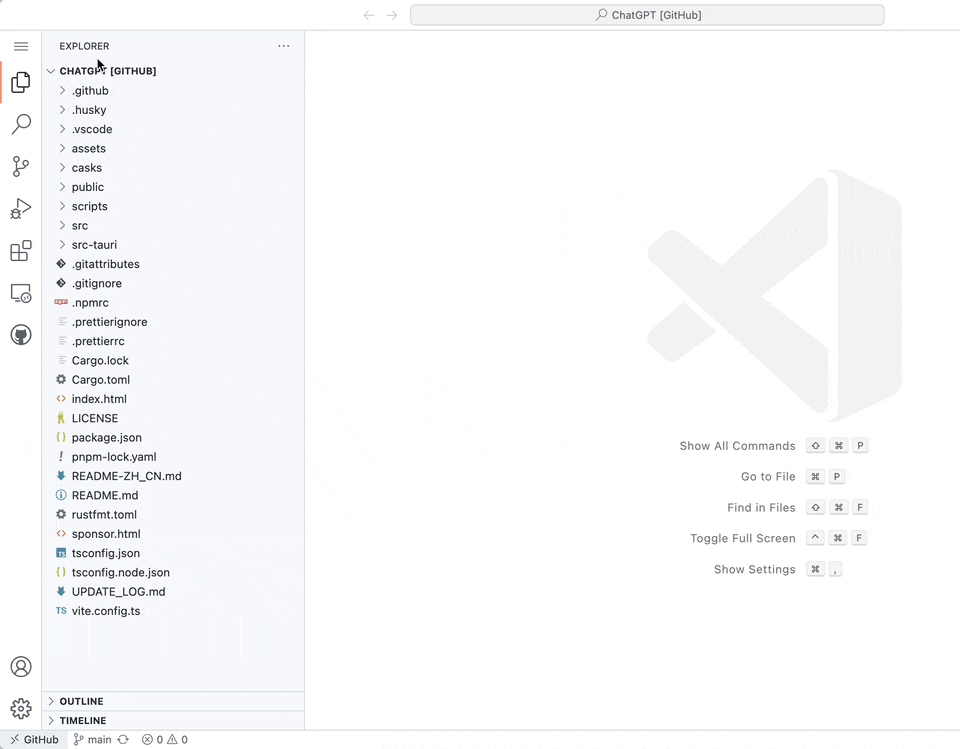 ChatGPT [GitHub]
EXPLORER
CHATGPT [GITHUB]
.github
.husky
.vscode
assets
casks
public
scripts
src
src-tauri
.gitattributes
.gitignore
.npmrc
.prettierignore
.prettierrc
Cargo.lock
Cargo.toml
index.html
LICENSE
package.json
pnpm-lock.yaml
README-ZH_CN.md
README.md
rustfmt.toml
sponsor.html
tsconfig.json
tsconfig.node.json
UPDATE_LOG.md
TS vite.config.ts
OUTLINE
TIMELINE
Show All Commands ⇧ ⌘ P
Go to File ⌘ P
Find in Files ⇧ ⌘ F
Toggle Full Screen ^ ⌘ F
Show Settings ⌘ ,
GitHub main 0 0